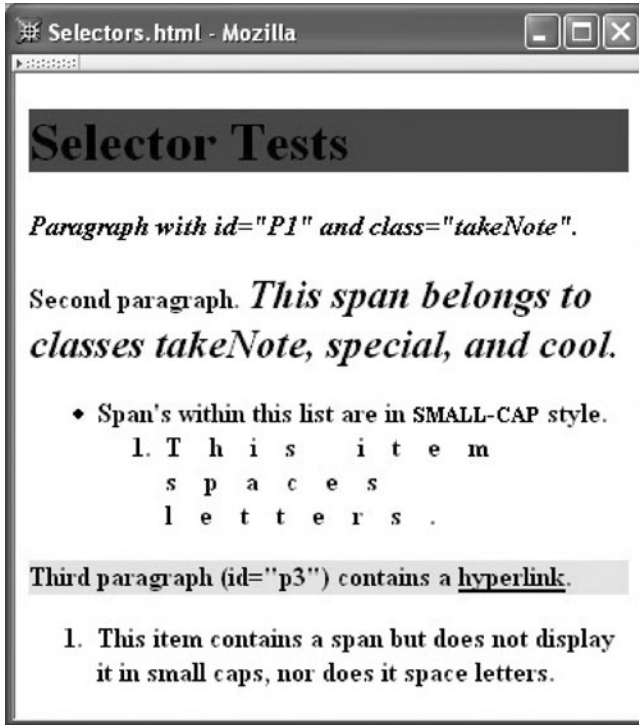 Selectors.html - Mozilla
Selector Tests
Paragraph with id="P1" and class="takeNote".
Second paragraph. This span belongs to
classes takeNote, special, and cool.
• Span's within this list are in SMALL-CAP style.
1. T h i s i t e m
s p a c e s
l e t t e r s .
Third paragraph (id="p3") contains a hyperlink.
1. This item contains a span but does not display
it in small caps, nor does it space letters.